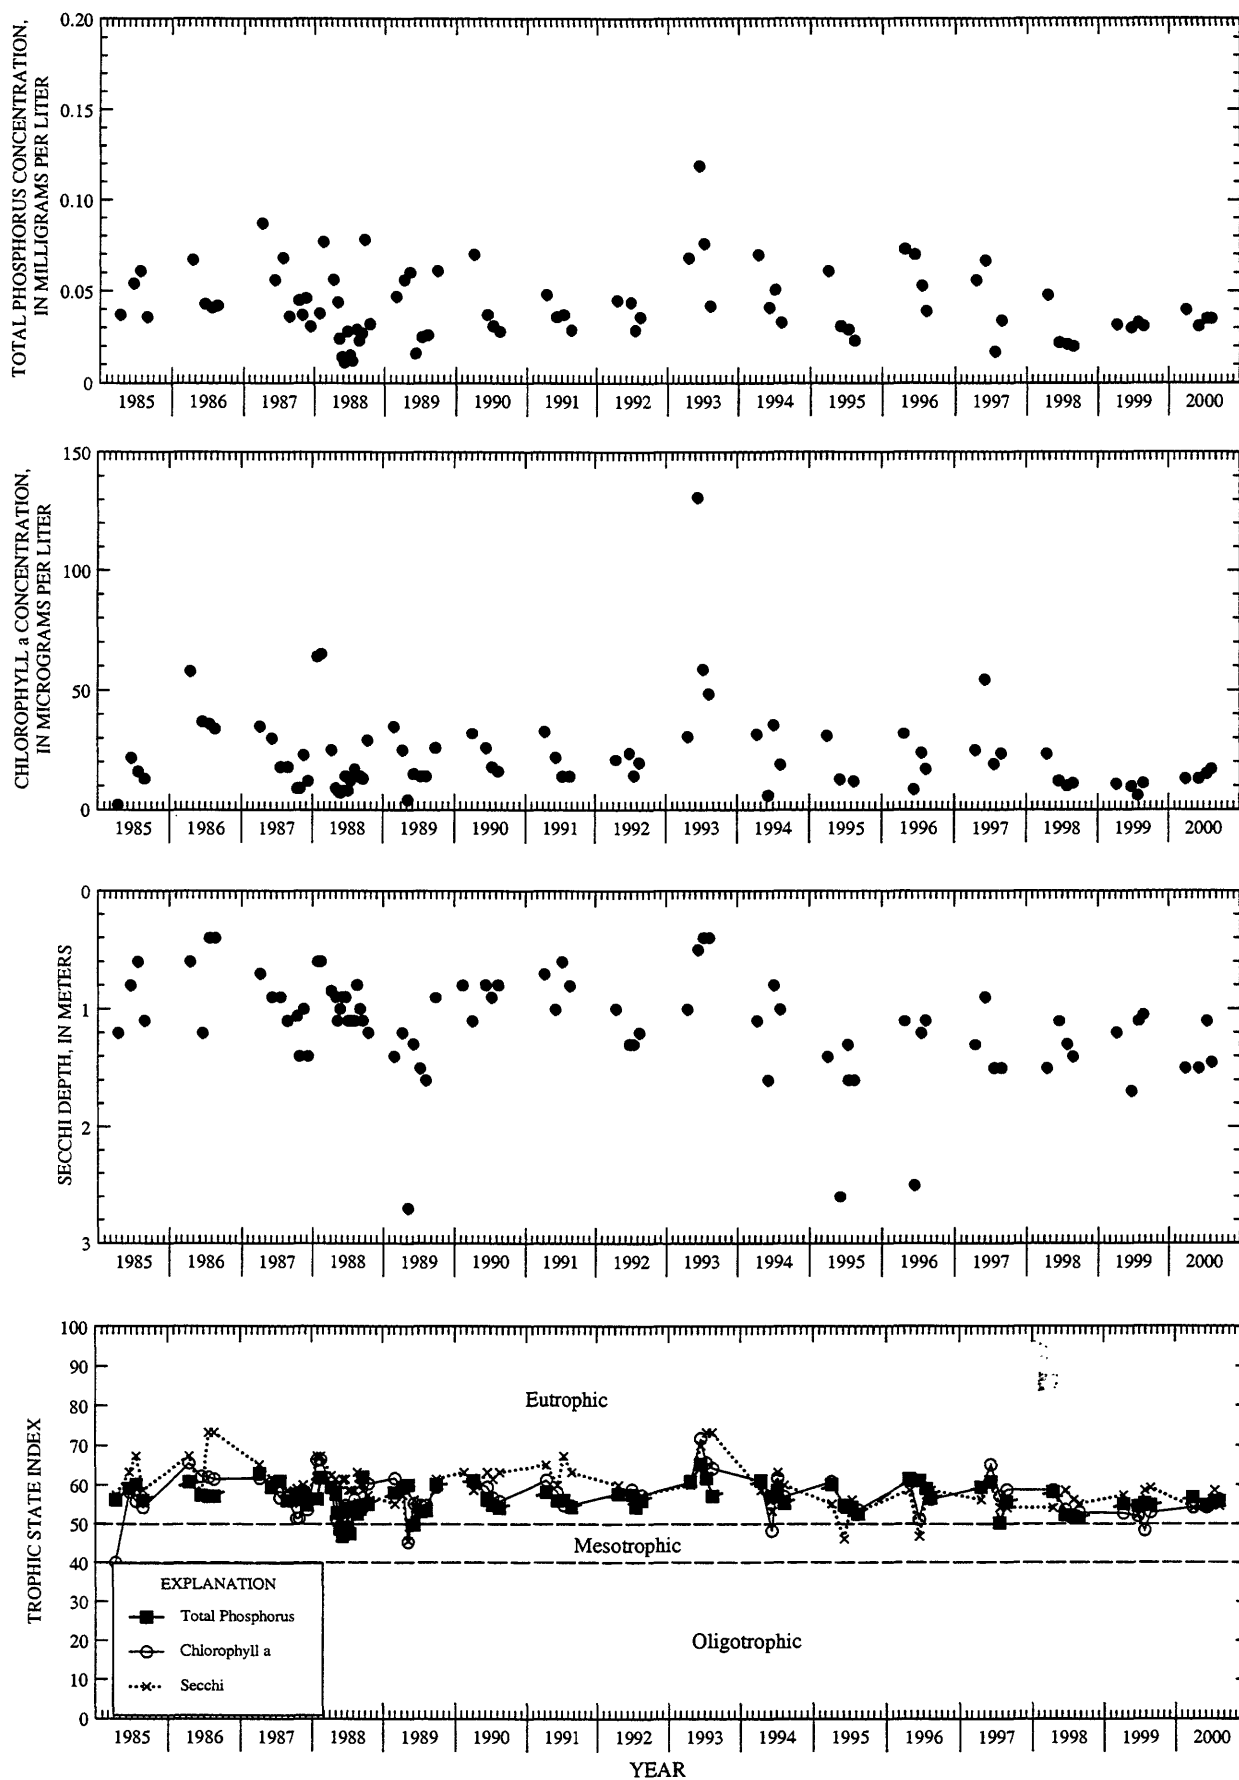 TOTAL PHOSPHORUS CONCENTRATION,
IN MILLIGRAMS PER LITER
0.20
0.15
0.10
0.05
0
1985 1986 1987 1988 1989 1990 1991 1992 1993 1994 1995 1996 1997 1998 1999 2000
CHLOROPHYLL a CONCENTRATION,
IN MICROGRAMS PER LITER
150
100
50
0
1985 1986 1987 1988 1989 1990 1991 1992 1993 1994 1995 1996 1997 1998 1999 2000
SECCHI DEPTH, IN METERS
0
1
2
3
1985 1986 1987 1988 1989 1990 1991 1992 1993 1994 1995 1996 1997 1998 1999 2000
TROPHIC STATE INDEX
100
90
80
70
60
50
40
30
20
10
0
Eutrophic
Mesotrophic
Oligotrophic
EXPLANATION
Total Phosphorus
Chlorophyll a
Secchi
1985 1986 1987 1988 1989 1990 1991 1992 1993 1994 1995 1996 1997 1998 1999 2000
YEAR